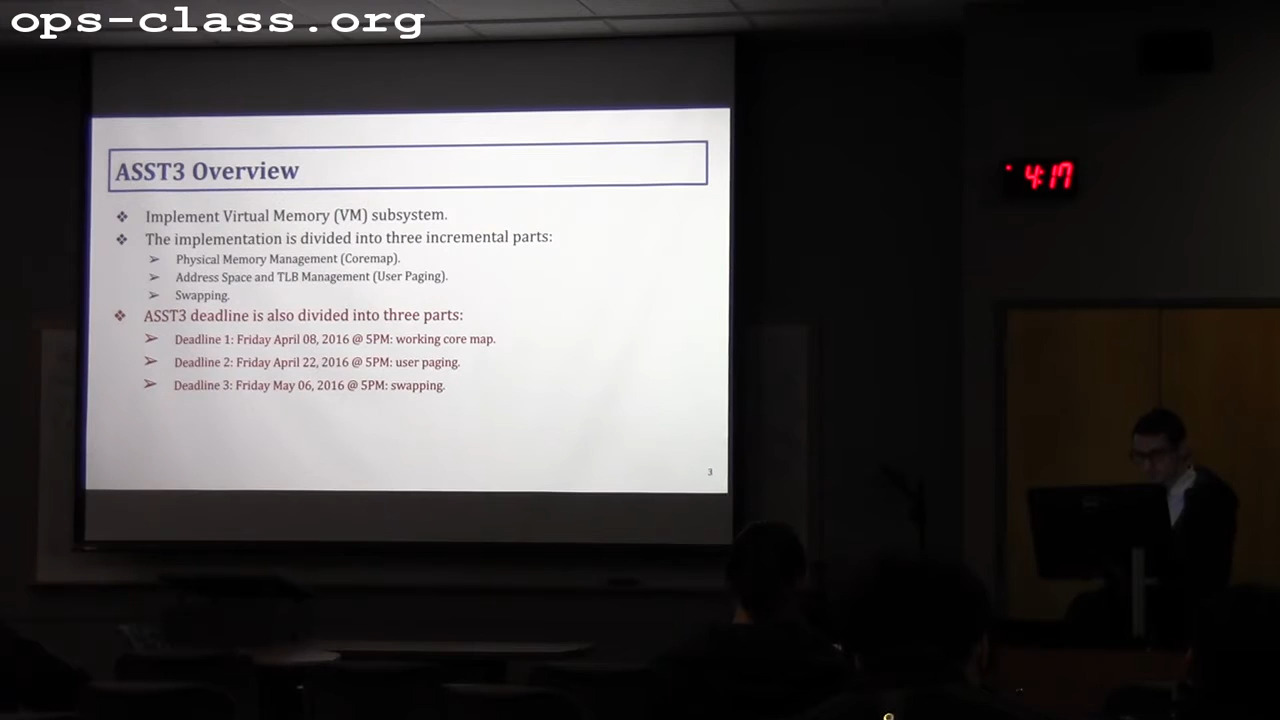 ops-class.org
ASST3 Overview
❖ Implement Virtual Memory (VM) subsystem.
❖ The implementation is divided into three incremental parts:
➢ Physical Memory Management (Coremap).
➢ Address Space and TLB Management (User Paging).
➢ Swapping.
❖ ASST3 deadline is also divided into three parts:
➢ Deadline 1: Friday April 08, 2016 @ 5PM: working core map.
➢ Deadline 2: Friday April 22, 2016 @ 5PM: user paging.
➢ Deadline 3: Friday May 06, 2016 @ 5PM: swapping.
3
4:17